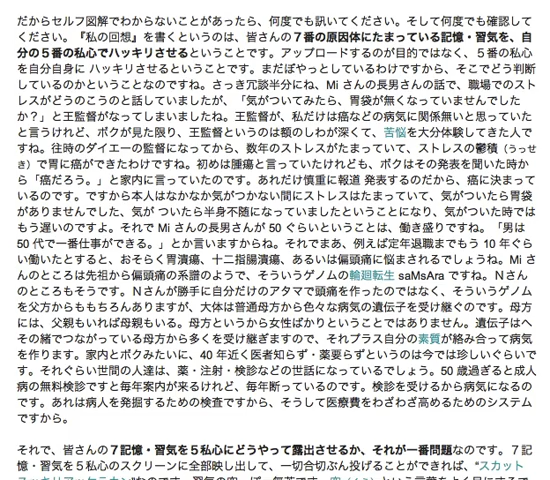 だからセルフ図解でわからないことがあったら、何度でも訊いてください。そして何度でも確認して
ください。『私の回想』を書くというのは、皆さんの７番の原因体にたまっている記憶・習気を、自
分の５番の私心でハッキリさせるということです。アップロードするのが目的ではなく、５番の私心
を自分自身に ハッキリさせるということです。まだぼやっとしているわけですから、そこでどう判断
しているのかということなのですね。さっき冗談半分にね、Mi さんの長男さんの話で、職場でのスト
レスがどうのこうのと話していましたが、「気がついてみたら、胃袋が無くなっていませんでした
か？」と王監督がなってしまいましたね。王監督が、私だけは癌などの病気に関係無いと思っていた
と言うけれど、ボクが見た限り、王監督というのは額のしわが深くて、苦悩を大分体験してきた人で
すね。往時のダイエーの監督になってから、数年のストレスがたまっていて、ストレスの鬱積（うっせ
き）で胃に癌ができたわけですね。初めは腫瘍と言っていたけれども、ボクはその発表を聞いた時か
ら「癌だろう。」と家内に言っていたのです。あれだけ慎重に報道 発表するのだから、癌に決まって
いるのです。ですから本人はなかなか気がつかない間にストレスはたまっていて、気がついたら胃袋
がありませんでした、気が ついたら半身不随になっていましたということになり、気がついた時では
もう遅いのですよ。それで Mi さんの長男さんが 50 ぐらいということは、働き盛りですね。「男は
50 代で一番仕事ができる。」とか言いますからね。それでまあ、例えば定年退職までもう 10 年ぐら
い働いたとすると、おそらく胃潰瘍、十二指腸潰瘍、あるいは偏頭痛に悩まされるでしょうね。Mi さ
んのところは先祖から偏頭痛の系譜のようで、そういうゲノムの輪廻転生 saMsAra ですね。Ｎさん
のところもそうです。Ｎさんが勝手に自分だけのアタマで頭痛を作ったのではなく、そういうゲノム
を父方からももちろんありますが、大体は普通母方から色々な病気の遺伝子を受け継ぐのです。母方
には、父親もいれば母親もいる。母方というから女性ばかりということではありません。遺伝子はへ
その緒でつながっている母方から多くを受け継ぎますので、それプラス自分の素質が絡み合って病気
を作ります。家内とボクみたいに、40 年近く医者知らず・薬要らずというのは今では珍しいぐらいで
す。それぐらい世間の人達は、薬・注射・検診などの世話になっているでしょう。50 歳過ぎると成人
病の無料検診ですと毎年案内が来るけれど、毎年断っているのです。検診を受けるから病気になるの
です。あれは病人を発掘するための検査ですから、そうして医療費をわざわざ高めるためのシステム
ですから。
それで、皆さんの７記憶・習気を５私心にどうやって露出させるか、それが一番問題なのです。７記
憶・習気を５私心のスクリーンに全部映し出して、一切合切ぶん投げることができれば、“スカット